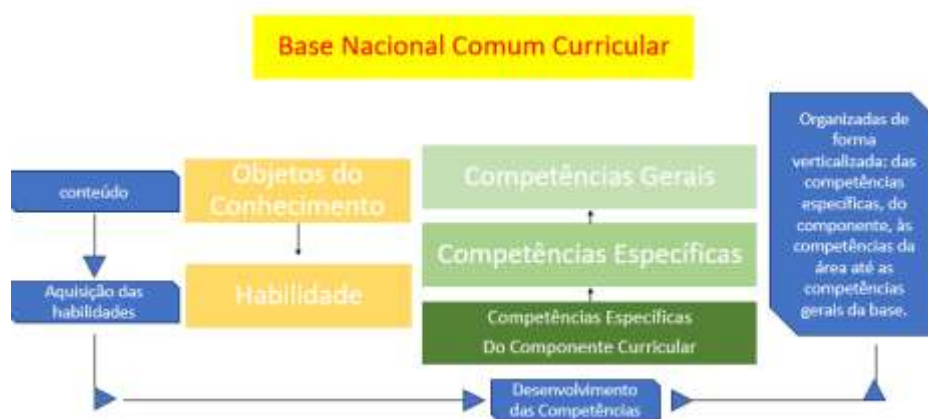 Base Nacional Comum Curricular
conteúdo
Aquisição das
habilidades
Objetos do
Conhecimento
Habilidade
Competências Gerais
Competências Específicas
Competências Específicas
Do Componente Curricular
Organizadas de
forma
verticalizada: das
competências
específicas, do
componente, às
competências da
área até as
competências
gerais da base.
Desenvolvimento
das Competências